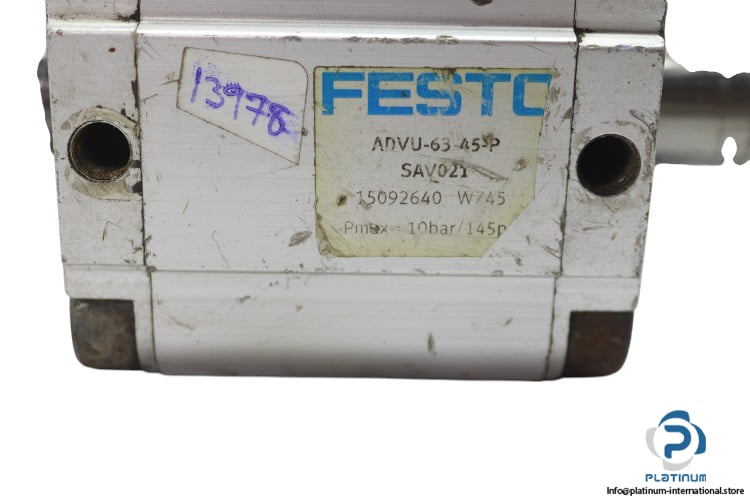 13978
FESTO
ADVU-63-45-P
SAV021
15092640 W745
Pmax= 10bar/145p
PLATINUM
Info@platinum-international.store